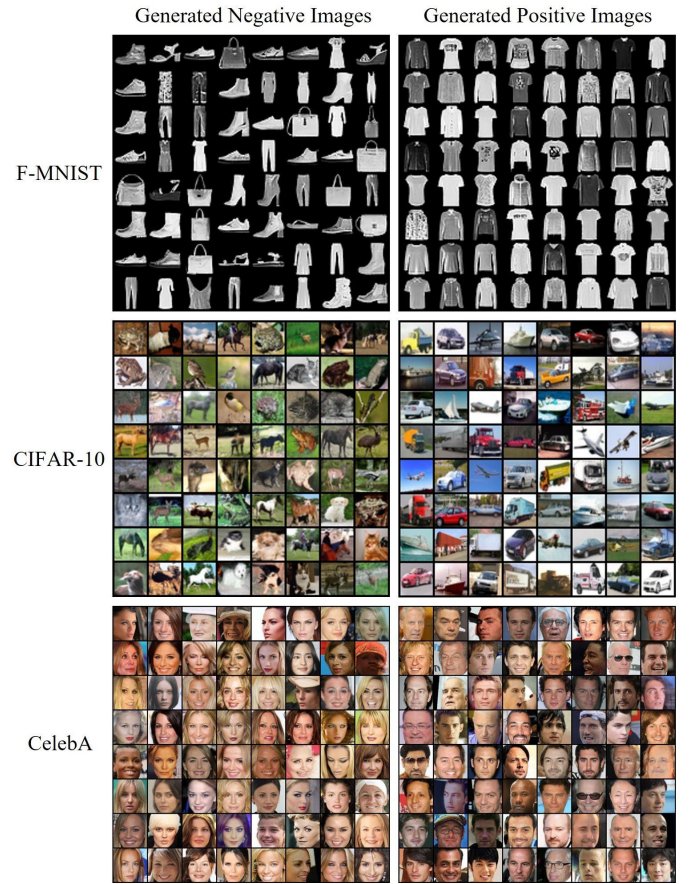 Generated Negative Images
Generated Positive Images
F-MNIST
CIFAR-10
CelebA